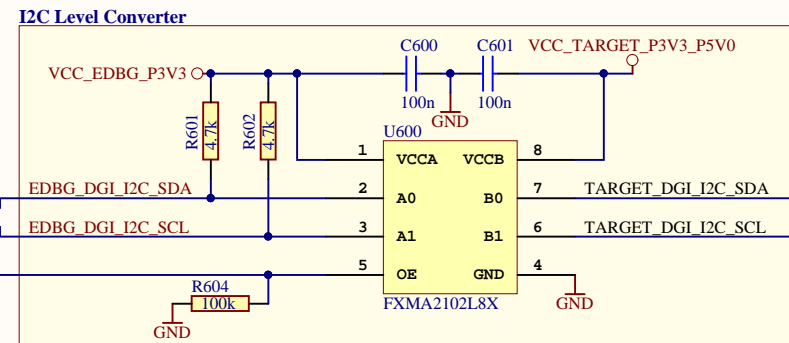 I2C Level Converter
VCC_EDBG_P3V3
C600
C601
VCC_TARGET_P3V3_P5V0
100n
100n
GND
R601
4.7k
R602
4.7k
U600
1
VCCA
VCCB
8
EDBG_DGI_I2C_SDA
2
A0
B0
7
TARGET_DGI_I2C_SDA
EDBG_DGI_I2C_SCL
3
A1
B1
6
TARGET_DGI_I2C_SCL
5
OE
GND
4
R604
100k
FXMA2102L8X
GND
GND